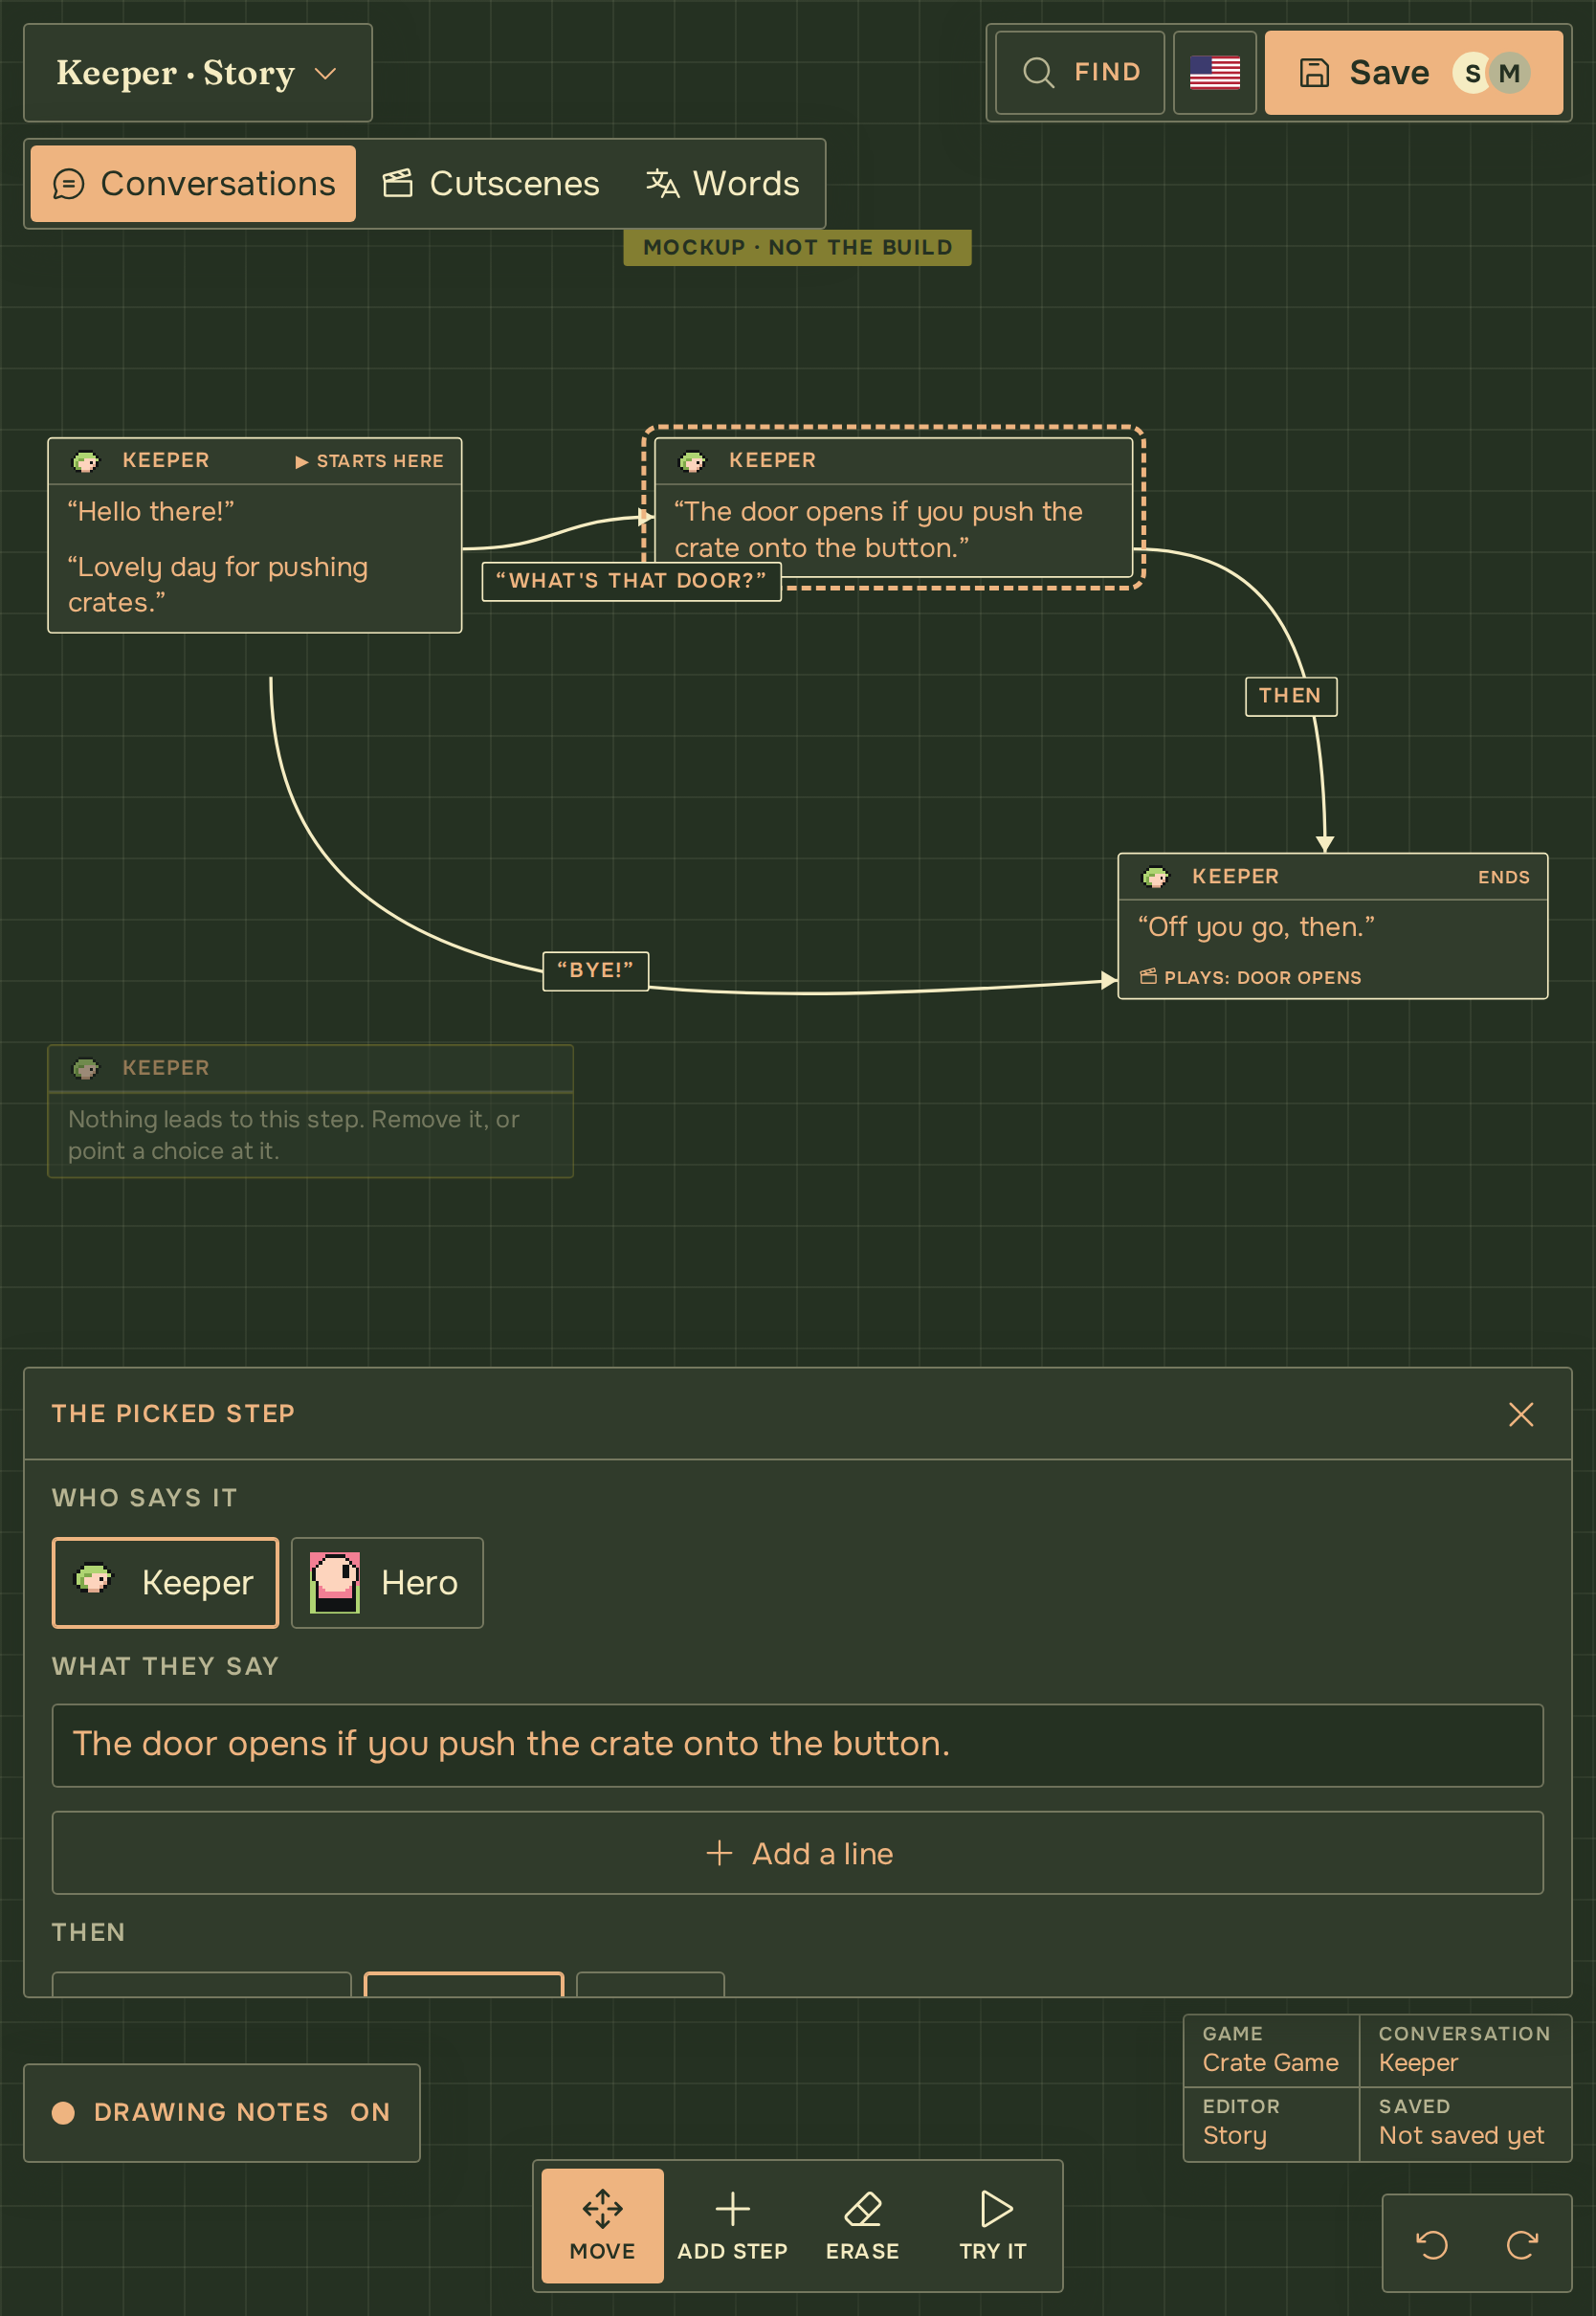 Keeper · Story
FIND
Save
S
M
Conversations
Cutscenes
Words
MOCKUP · NOT THE BUILD
KEEPER
▶ STARTS HERE
“Hello there!”
“Lovely day for pushing
crates.”
KEEPER
“The door opens if you push the
crate onto the button.”
“WHAT'S THAT DOOR?”
THEN
KEEPER
ENDS
“Off you go, then.”
PLAYS: DOOR OPENS
“BYE!”
KEEPER
Nothing leads to this step. Remove it, or
point a choice at it.
THE PICKED STEP
WHO SAYS IT
Keeper
Hero
WHAT THEY SAY
The door opens if you push the crate onto the button.
Add a line
THEN
GAME
Crate Game
CONVERSATION
Keeper
EDITOR
Story
SAVED
Not saved yet
DRAWING NOTES ON
MOVE
ADD STEP
ERASE
TRY IT